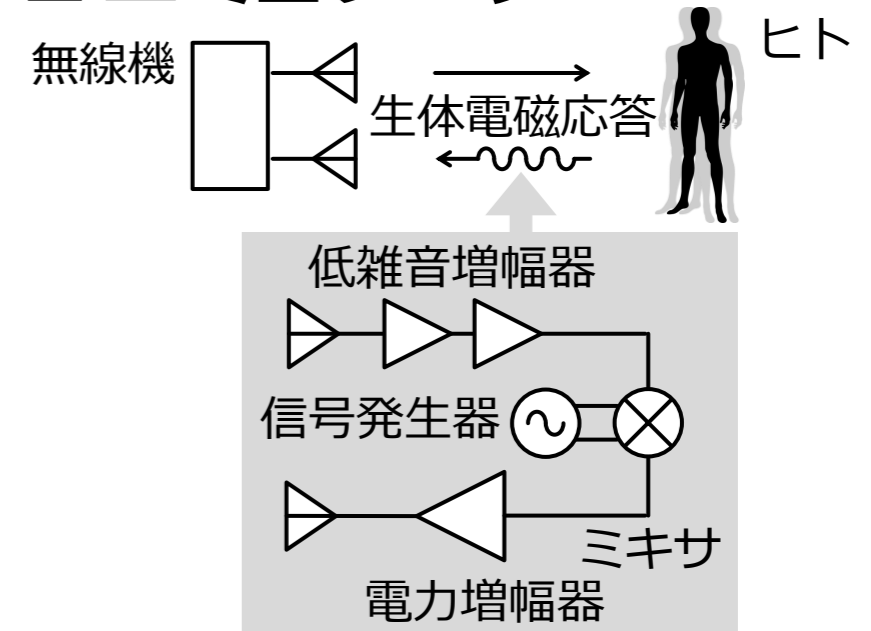 無線機
ヒト
生体電磁応答
低雑音増幅器
信号発生器
ミキサ
電力増幅器